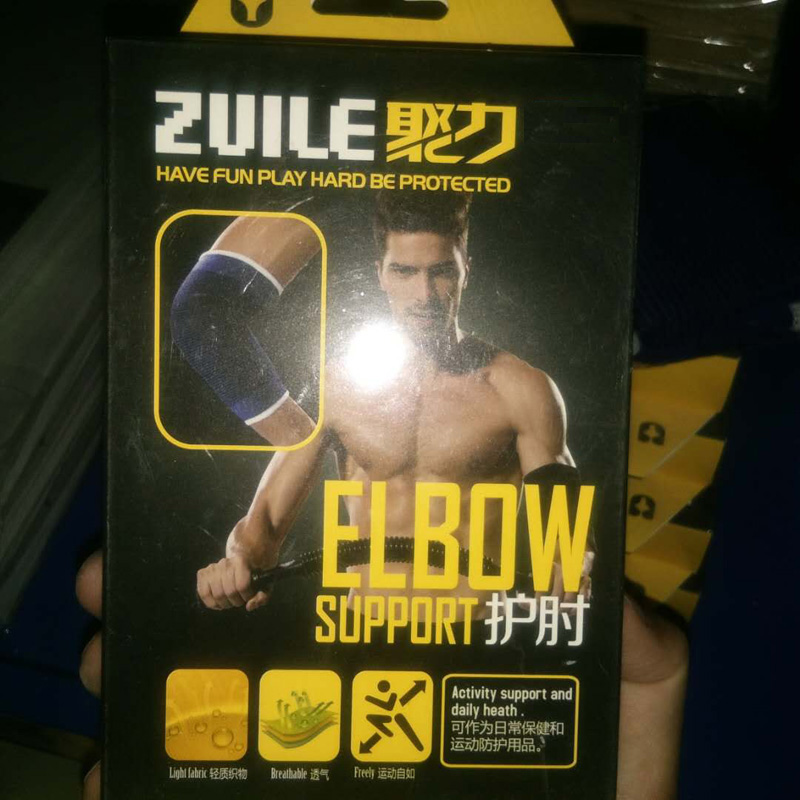 ZUILE 聚力
HAVE FUN PLAY HARD BE PROTECTED
ELBOW
SUPPORT 护肘
Activity support and
daily heath .
可作为日常保健和
运动防护用品。
Light fabric 轻质织物
Breathable 透气
Freely 运动自如